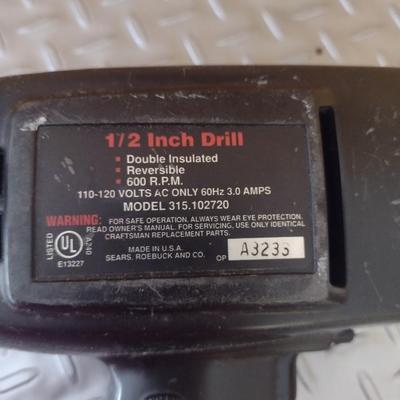 1/2 Inch Drill
▪ Double Insulated
▪ Reversible
▪ 600 R.P.M.
110-120 VOLTS AC ONLY 60Hz 3.0 AMPS
MODEL 315.102720
WARNING: FOR SAFE OPERATION. ALWAYS WEAR EYE PROTECTION.
READ OWNER'S MANUAL. FOR SERVICING, USE ONLY IDENTICAL
CRAFTSMAN REPLACEMENT PARTS.
LISTED UL A240
E13227
MADE IN U.S.A.
SEARS, ROEBUCK AND CO. OP A3233